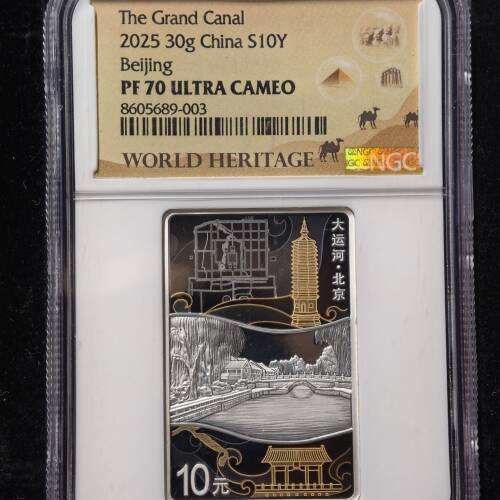 The Grand Canal
2025 30g China S10Y
Beijing
PF 70 ULTRA CAMEO
8605689-003
WORLD HERITAGE
NGC
大运河·北京
10元